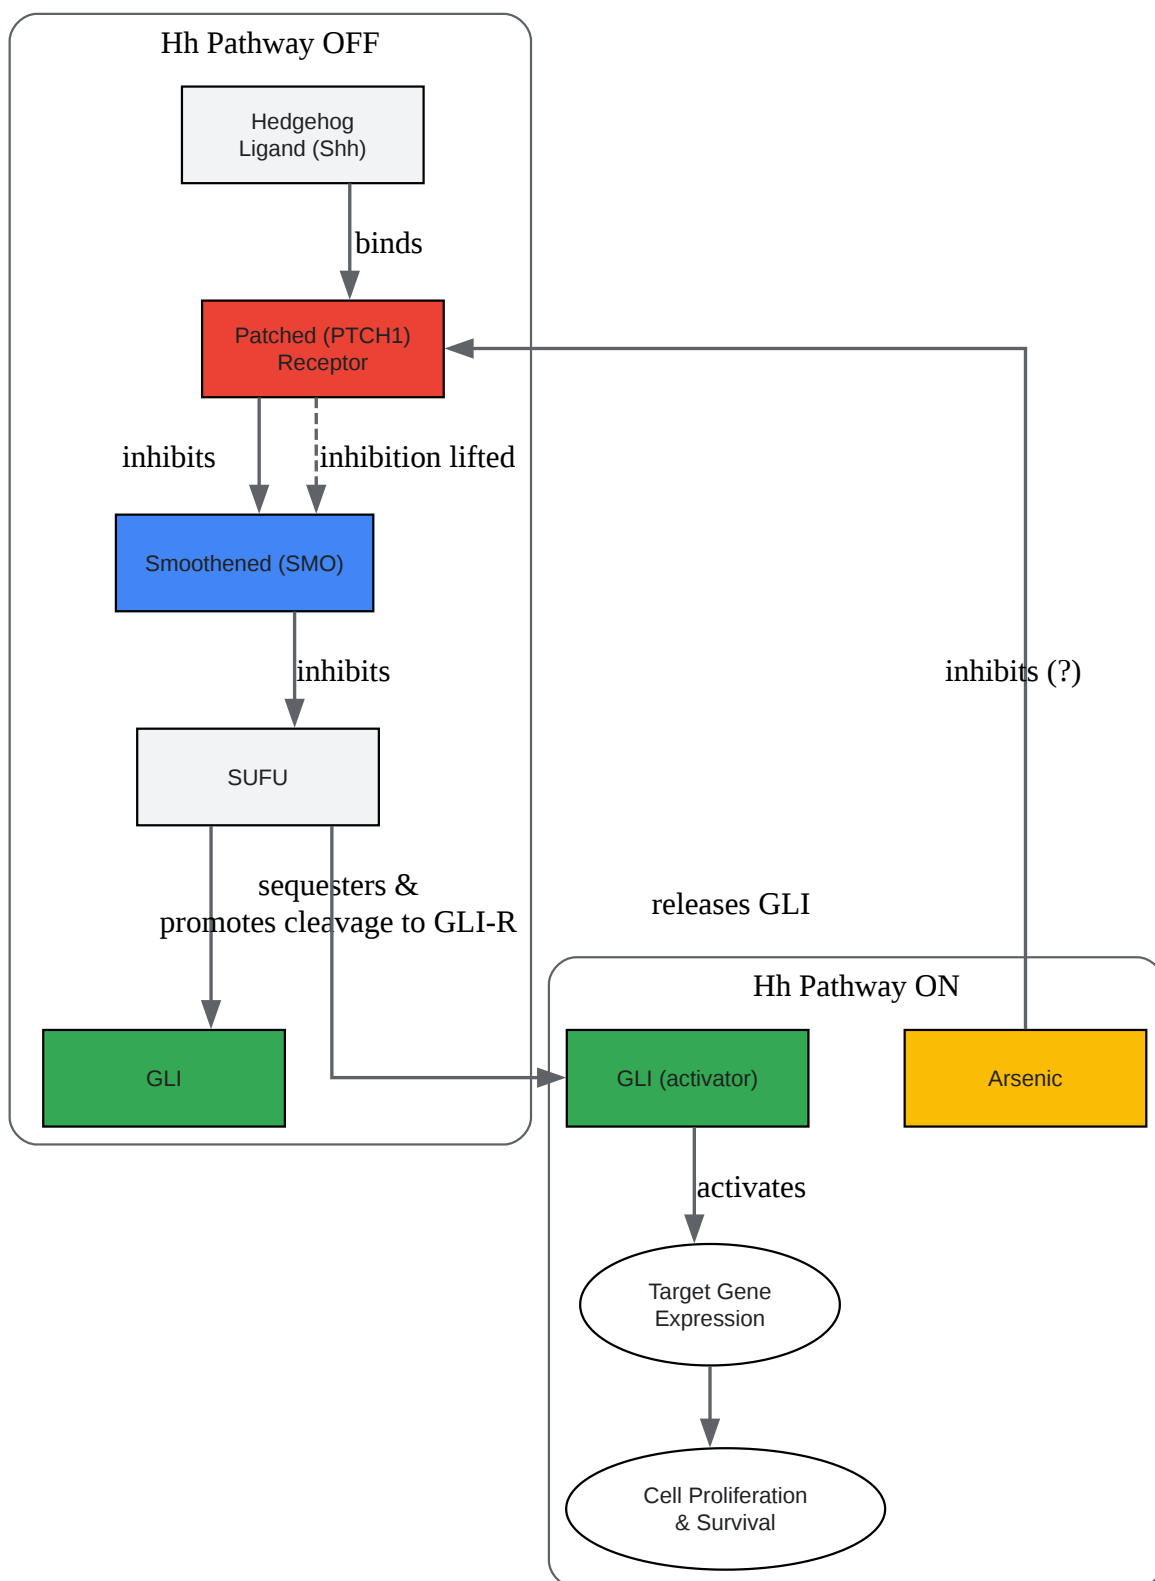 Hh Pathway OFF
Hedgehog
Ligand (Shh)
binds
Patched (PTCH1)
Receptor
inhibits
inhibition lifted
Smoothened (SMO)
inhibits
inhibits (?)
SUFU
sequesters &
promotes cleavage to GLI-R
releases GLI
Hh Pathway ON
GLI
GLI (activator)
Arsenic
activates
Target Gene
Expression
Cell Proliferation
& Survival